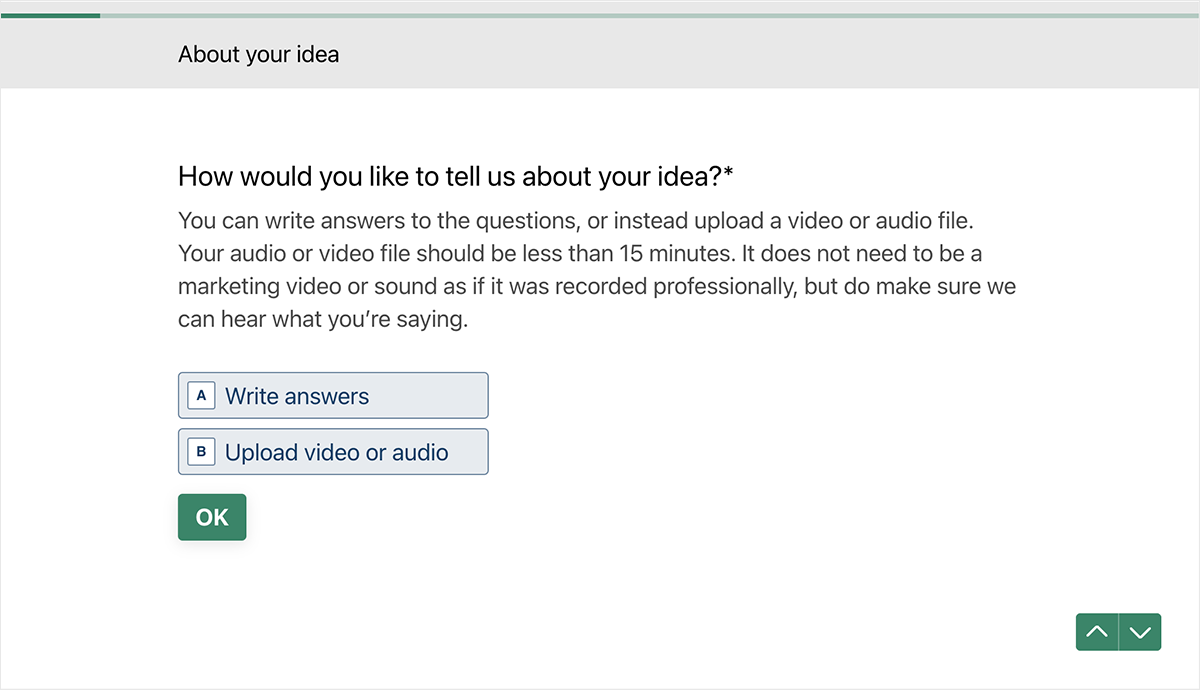 About your idea
How would you like to tell us about your idea?*
You can write answers to the questions, or instead upload a video or audio file.
Your audio or video file should be less than 15 minutes. It does not need to be a
marketing video or sound as if it was recorded professionally, but do make sure we
can hear what you’re saying.
A Write answers
B Upload video or audio
OK